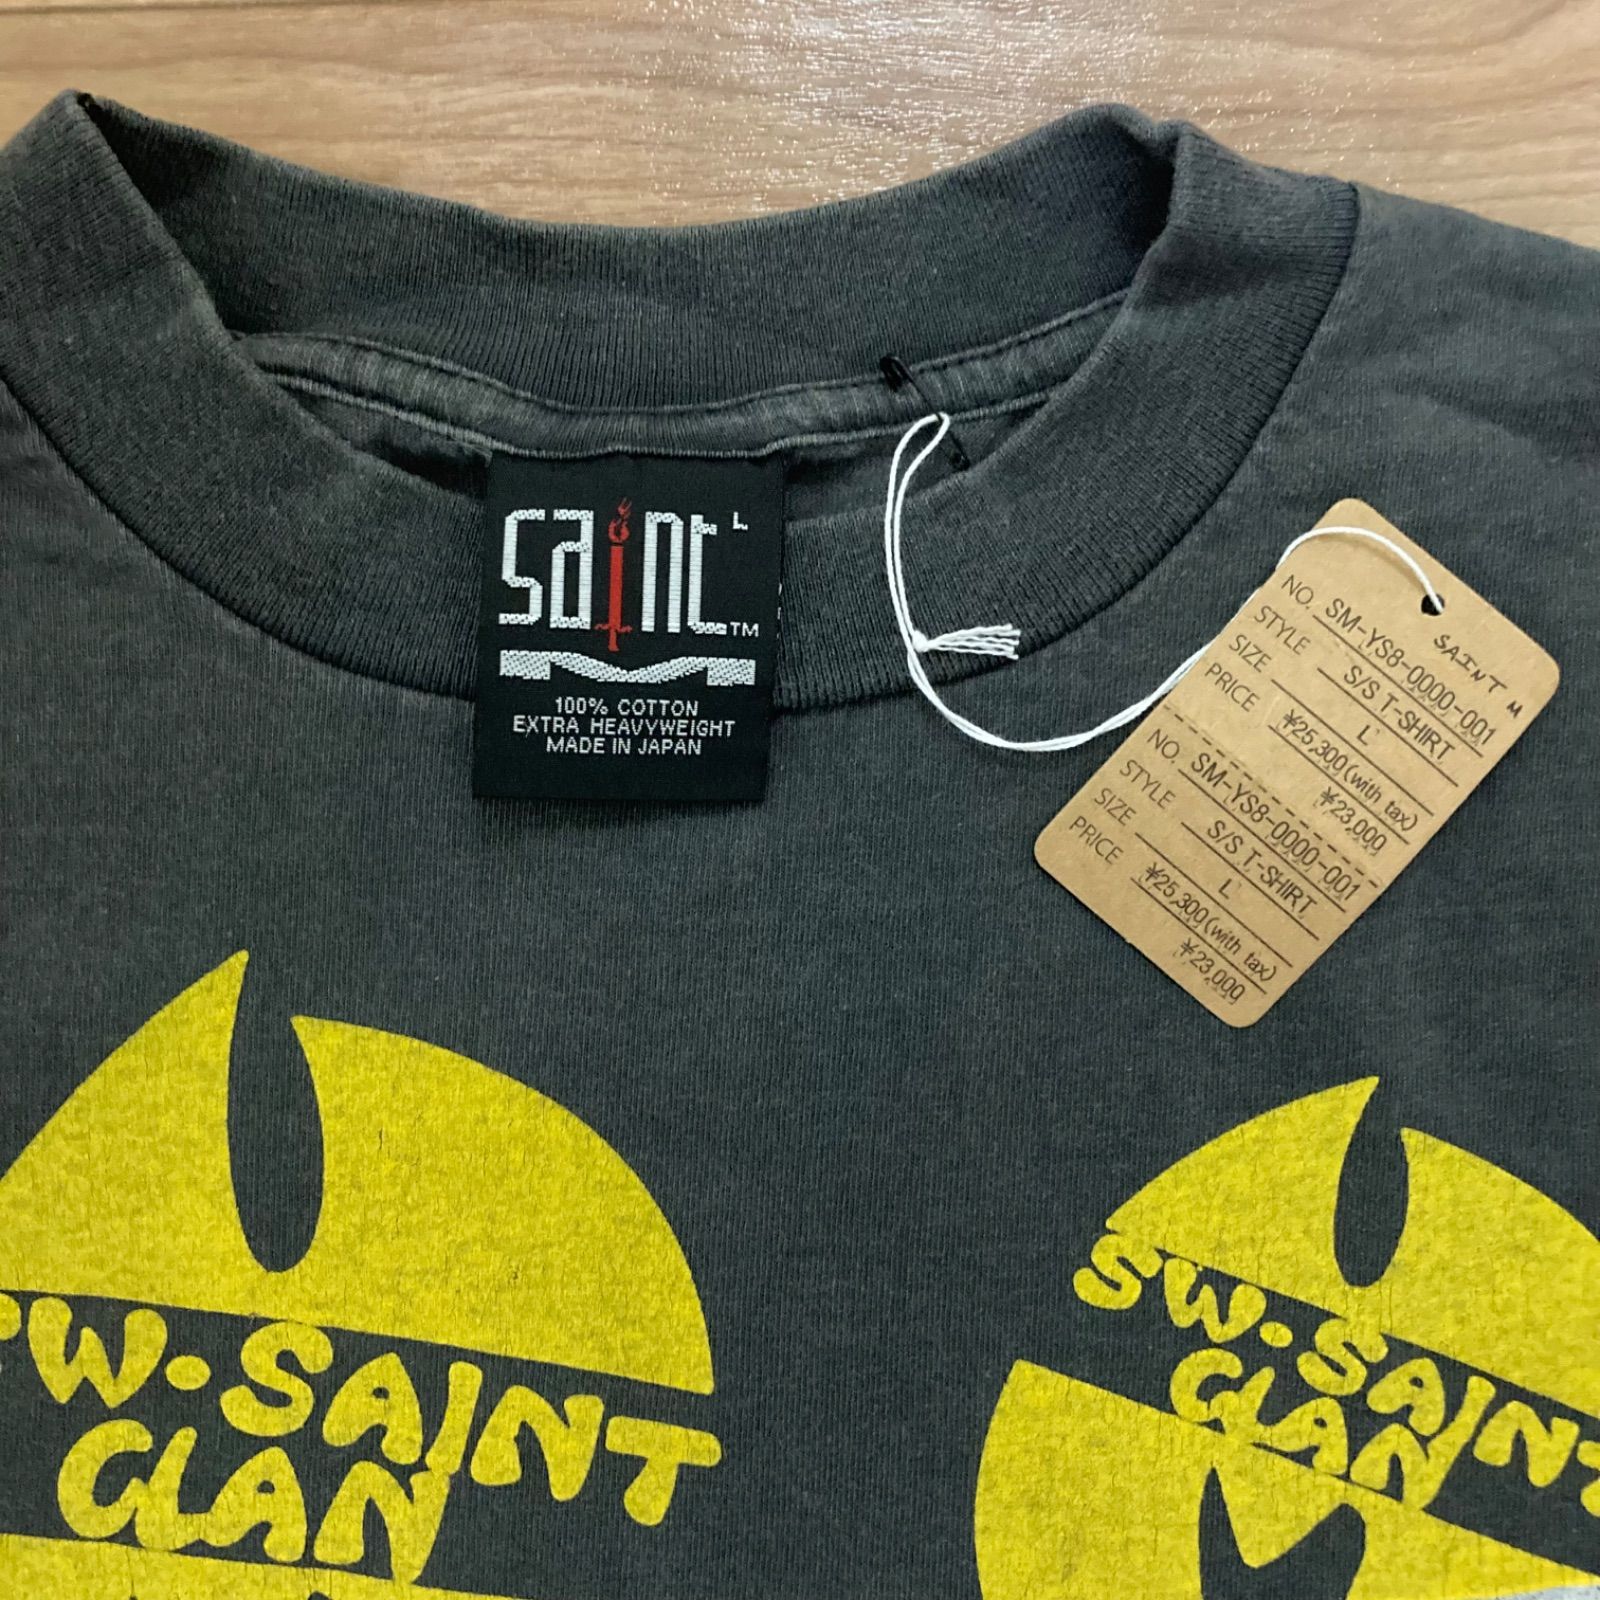 saint L
TM
100% COTTON
EXTRA HEAVYWEIGHT
MADE IN JAPAN
SAINT M
NO. SM-YS8-0000-001
STYLE S/S T-SHIRT
SIZE L
PRICE ¥25,300(with tax)
¥23,000
NO. SM-YS8-0000-001
STYLE S/S T-SHIRT
SIZE L
PRICE ¥25,300(with tax)
¥23,000
SW·SAINT
CLAN
SW·SAINT
CLAN